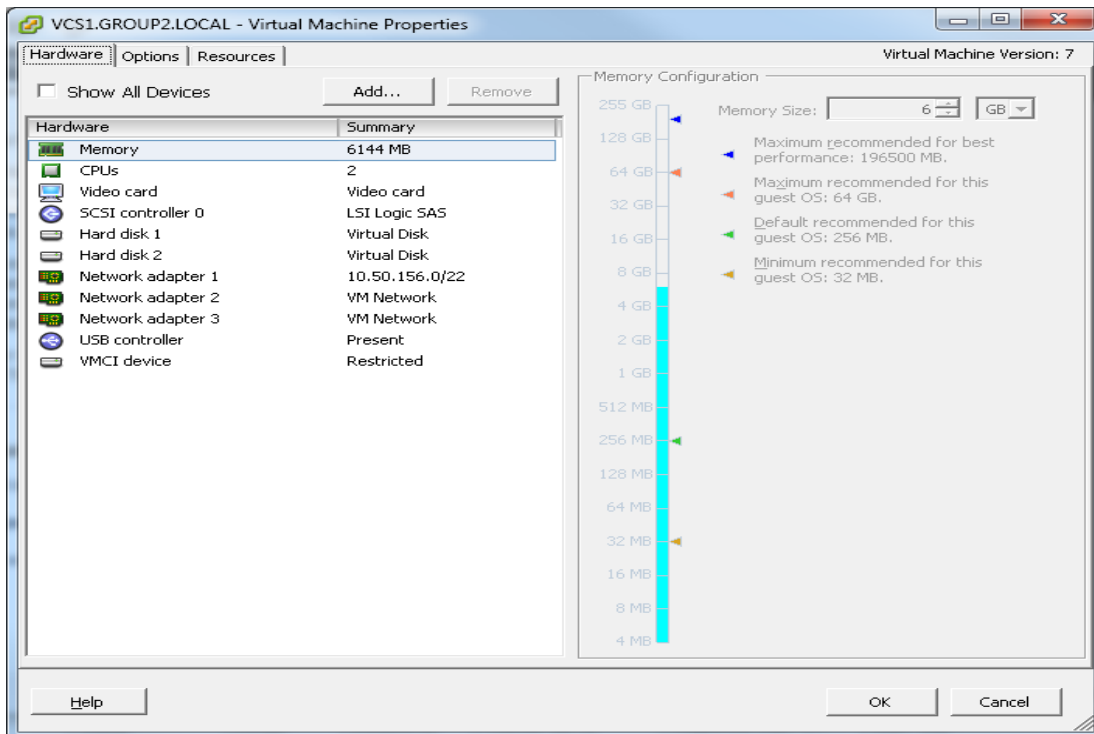 VCS1.GROUP2.LOCAL - Virtual Machine Properties
Hardware Options Resources Virtual Machine Version: 7
Show All Devices Add... Remove
Hardware Summary
Memory 6144 MB
CPUs 2
Video card Video card
SCSI controller 0 LSI Logic SAS
Hard disk 1 Virtual Disk
Hard disk 2 Virtual Disk
Network adapter 1 10.50.156.0/22
Network adapter 2 VM Network
Network adapter 3 VM Network
USB controller Present
VMCI device Restricted
Memory Configuration
Memory Size: 6 GB
255 GB
128 GB
64 GB
32 GB
16 GB
8 GB
4 GB
2 GB
1 GB
512 MB
256 MB
128 MB
64 MB
32 MB
16 MB
8 MB
4 MB
Maximum recommended for best
performance: 196500 MB.
Maximum recommended for this
guest OS: 64 GB.
Default recommended for this
guest OS: 256 MB.
Minimum recommended for this
guest OS: 32 MB.
Help OK Cancel